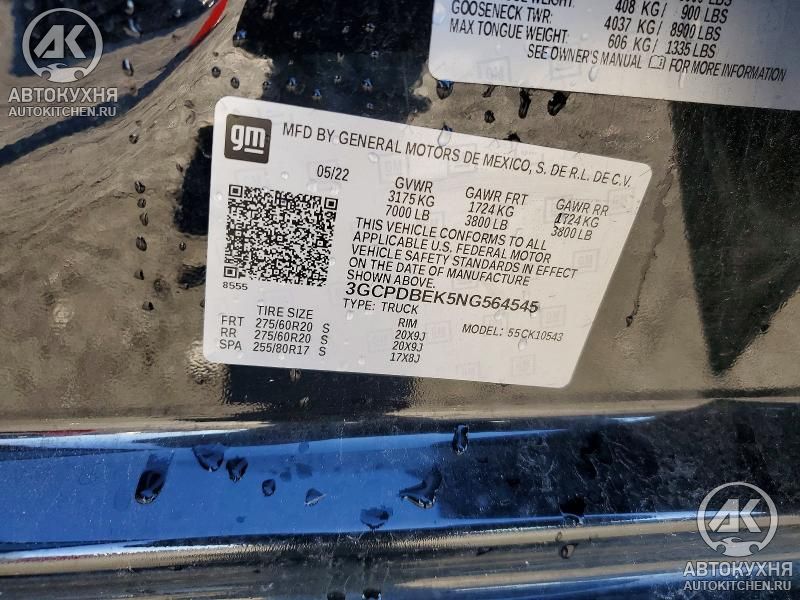 408 KG/ 900 LBS
GOOSENECK TWR: 4037 KG/ 8900 LBS
MAX TONGUE WEIGHT: 606 KG/ 1335 LBS
SEE OWNER'S MANUAL FOR MORE INFORMATION
AK
АВТОКУХНЯ
AUTOKITCHEN.RU
gm
MFD BY GENERAL MOTORS DE MEXICO, S. DE R.L. DE C.V.
05/22
GVWR GAWR FRT GAWR RR
3175 KG 1724 KG 1724 KG
7000 LB 3800 LB 3800 LB
THIS VEHICLE CONFORMS TO ALL
APPLICABLE U.S. FEDERAL MOTOR
VEHICLE SAFETY STANDARDS IN EFFECT
ON THE DATE OF MANUFACTURE
SHOWN ABOVE.
8555
3GCPDBEK5NG564545
TYPE: TRUCK
MODEL: 55CK10543
TIRE SIZE RIM
FRT 275/60R20 S 20X9J
RR 275/60R20 S 20X9J
SPA 255/80R17 S 17X8J
AK
АВТОКУХНЯ
AUTOKITCHEN.RU